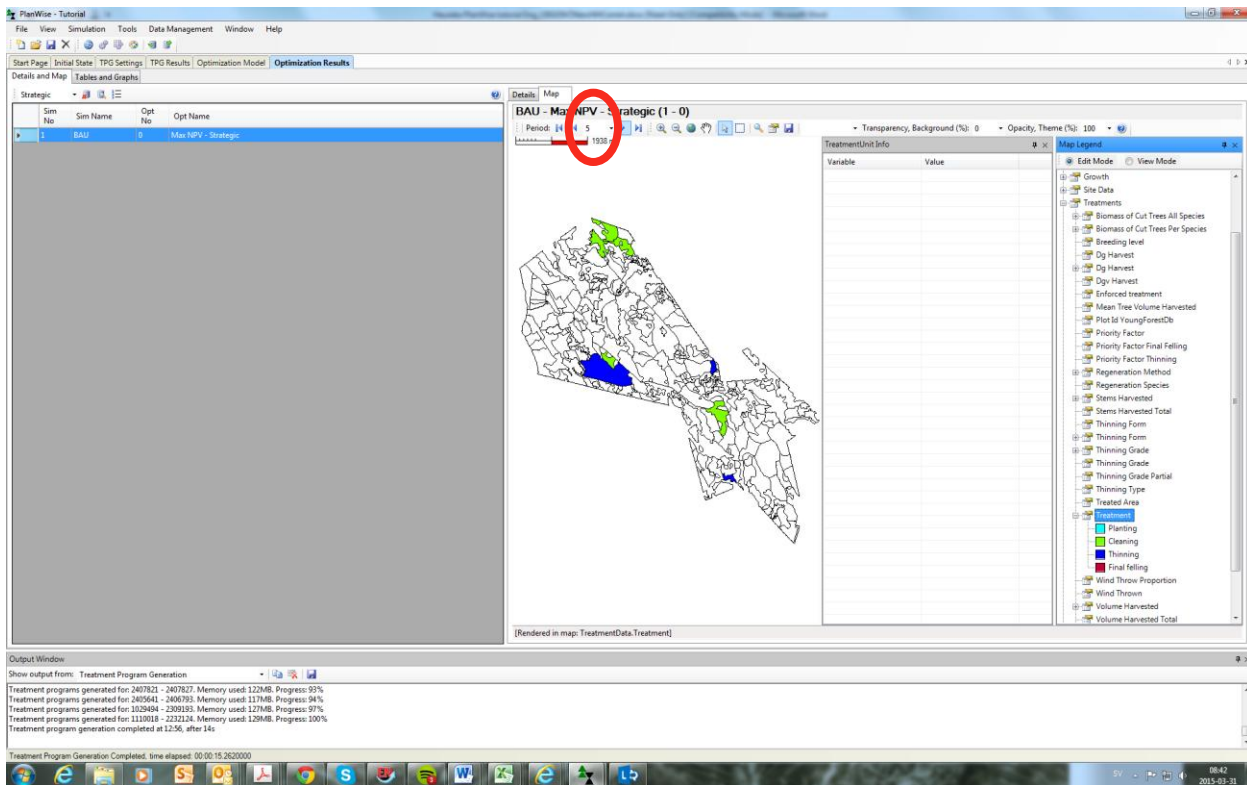 PlanWise - Tutorial
File View Simulation Tools Data Management Window Help
Start Page Initial State TPG Settings TPG Results Optimization Model Optimization Results
Details and Map Tables and Graphs
Strategic
Sim No Sim Name Opt No Opt Name
1 BAU 0 Max NPV - Strategic
Details Map
BAU - Max NPV - Strategic (1 - 0)
Period: 5 Transparency, Background (%): 0 Opacity, Theme (%): 100
1938
TreatmentUnit Info
Variable Value
Map Legend
Edit Mode View Mode
Growth
Site Data
Treatments
Biomass of Cut Trees All Species
Biomass of Cut Trees Per Species
Breeding level
Dg Harvest
Dg Harvest
Dgv Harvest
Enforced treatment
Mean Tree Volume Harvested
Plot Id YoungForestDb
Priority Factor
Priority Factor Final Felling
Priority Factor Thinning
Regeneration Method
Regeneration Species
Stems Harvested
Stems Harvested Total
Thinning Form
Thinning Form
Thinning Grade
Thinning Grade
Thinning Grade Partial
Thinning Type
Treated Area
Treatment
Planting
Cleaning
Thinning
Final felling
Wind Throw Proportion
Wind Thrown
Volume Harvested
Volume Harvested Total
[Rendered in map: TreatmentData.Treatment]
Output Window
Show output from: Treatment Program Generation
Treatment programs generated for: 2407821 - 2407827. Memory used: 122MB. Progress: 93%
Treatment programs generated for: 2405641 - 2406793. Memory used: 117MB. Progress: 94%
Treatment programs generated for: 1029494 - 2309193. Memory used: 127MB. Progress: 97%
Treatment programs generated for: 1110018 - 2232124. Memory used: 129MB. Progress: 100%
Treatment program generation completed at 12:56, after 14s
Treatment Program Generation Completed, time elapsed: 00:00:15.2620000
SV
08:42
2015-03-31